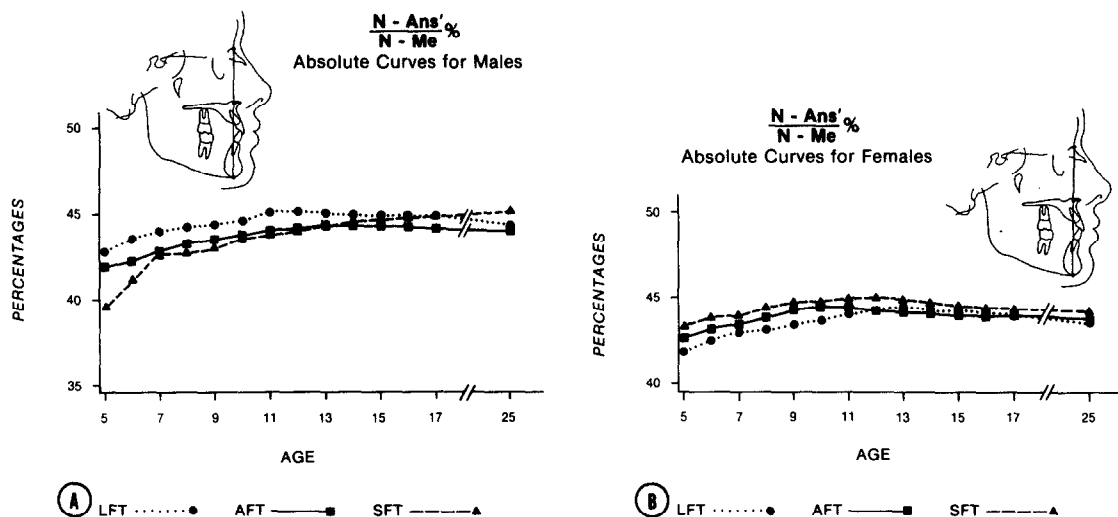 N - Ans'
N - Me %
Absolute Curves for Males
PERCENTAGES
50
45
40
35
5 7 9 11 13 15 17 25
AGE
A LFT AFT SFT
N - Ans'
N - Me %
Absolute Curves for Females
PERCENTAGES
50
45
40
5 7 9 11 13 15 17 25
AGE
B LFT AFT SFT